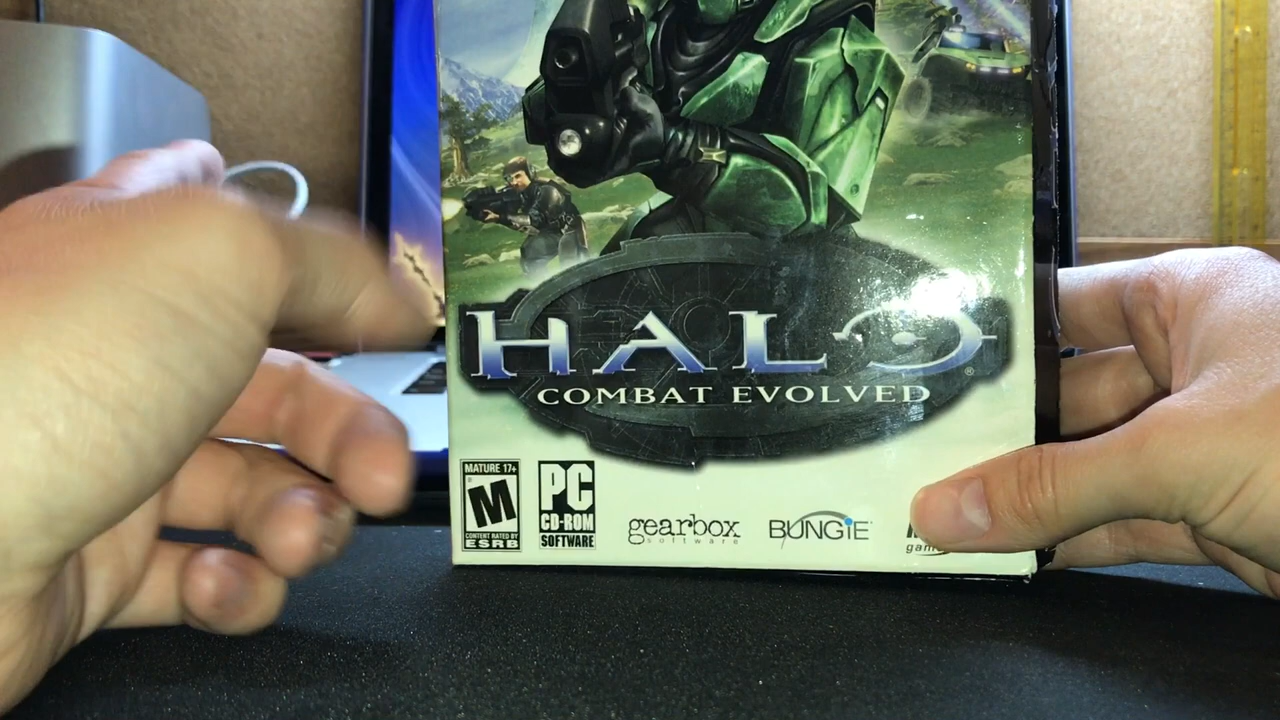 HALO
®
COMBAT EVOLVED
MATURE 17+
M
CONTENT RATED BY
ESRB
PC
CD-ROM
SOFTWARE
gearbox
software
BUNGIE